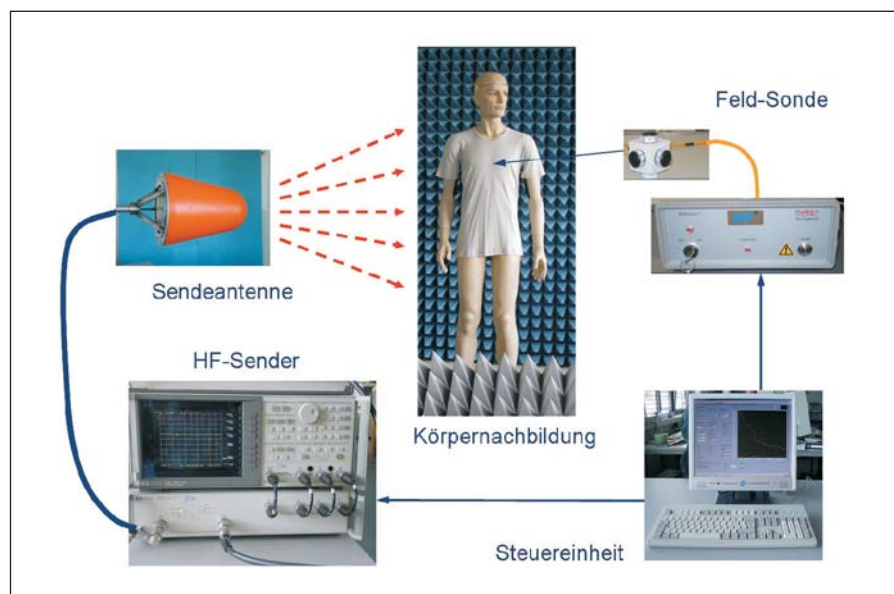 Feld-Sonde
Sendeantenne
HF-Sender
Körpernachbildung
Steuereinheit